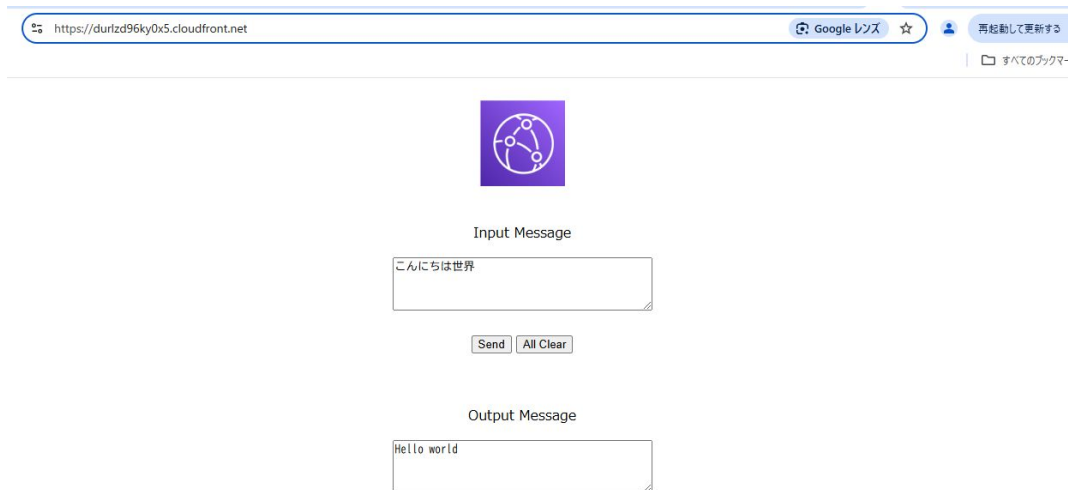 https://durlzd96ky0x5.cloudfront.net
Google レンズ
再起動して更新する
すべてのブックマー
Input Message
こんにちは世界
Send All Clear
Output Message
Hello world